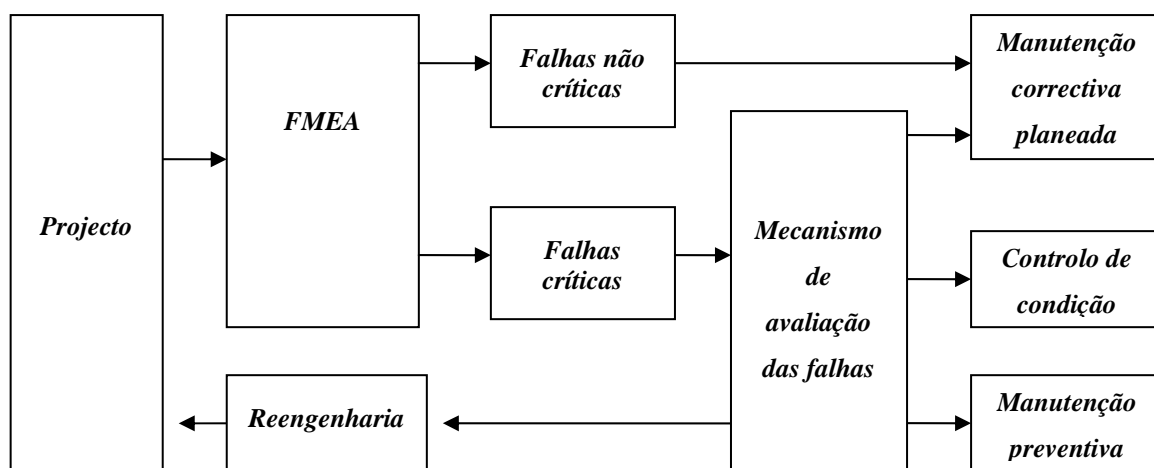 Projecto
FMEA
Falhas não
críticas
Falhas
críticas
Reengenharia
Mecanismo
de
avaliação
das falhas
Manutenção
correctiva
planeada
Controlo de
condição
Manutenção
preventiva